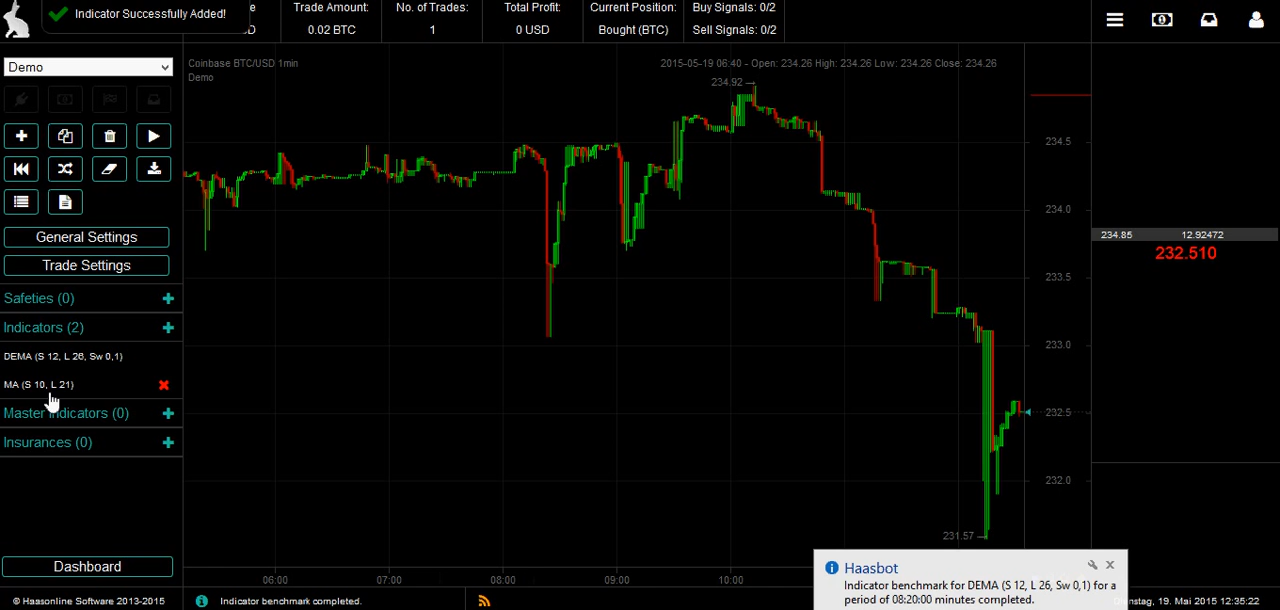 Indicator Successfully Added!
Trade Amount:
0.02 BTC
No. of Trades:
1
Total Profit:
0 USD
Current Position:
Bought (BTC)
Buy Signals: 0/2
Sell Signals: 0/2
Demo
Coinbase BTC/USD 1min
Demo
2015-05-19 06:40 - Open: 234.26 High: 234.26 Low: 234.26 Close: 234.26
234.92
234.5
234.0
233.5
233.0
232.5
232.0
231.57
06:00
07:00
08:00
09:00
10:00
234.85 12.92472
232.510
General Settings
Trade Settings
Safeties (0)
Indicators (2)
DEMA (S 12, L 26, Sw 0,1)
MA (S 10, L 21)
Master Indicators (0)
Insurances (0)
Dashboard
Haasbot
Indicator benchmark for DEMA (S 12, L 26, Sw 0,1) for a
period of 08:20:00 minutes completed.
© Haasonline Software 2013-2015
Indicator benchmark completed.
enstag, 19. Mai 2015 12:35:22